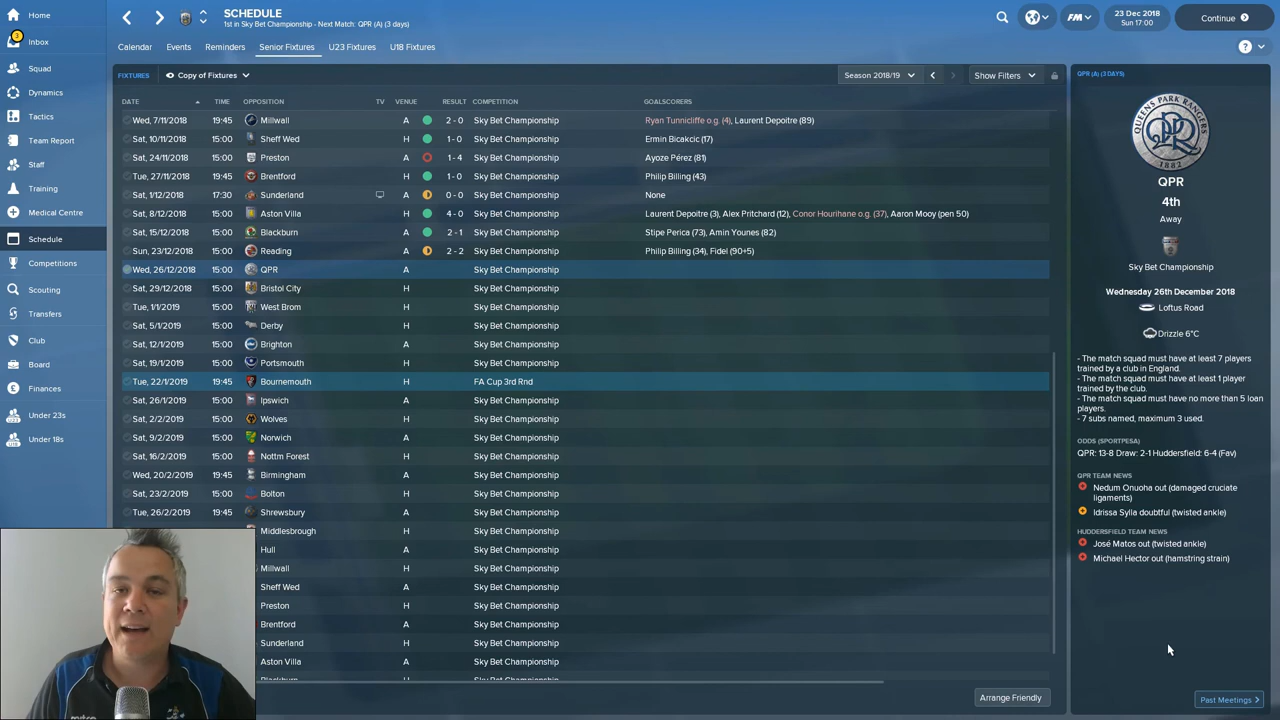 Home
SCHEDULE
1st in Sky Bet Championship - Next Match: QPR (A) (3 days)
FM
23 Dec 2018
Sun 17:00
Continue
3
Inbox
Squad
Dynamics
Tactics
Team Report
Staff
Training
Medical Centre
Schedule
Competitions
Scouting
Transfers
Club
Board
Finances
Under 23s
Under 18s
Calendar Events Reminders Senior Fixtures U23 Fixtures U18 Fixtures
?
FIXTURES Copy of Fixtures Season 2018/19 Show Filters
DATE TIME OPPOSITION TV VENUE RESULT COMPETITION GOALSCORERS
Wed, 7/11/2018 19:45 Millwall A 2 - 0 Sky Bet Championship Ryan Tunnicliffe o.g. (4), Laurent Depoitre (89)
Sat, 10/11/2018 15:00 Sheff Wed H 1 - 0 Sky Bet Championship Ermin Bicakcic (17)
Sat, 24/11/2018 15:00 Preston A 1 - 4 Sky Bet Championship Ayoze Pérez (81)
Tue, 27/11/2018 19:45 Brentford H 1 - 0 Sky Bet Championship Philip Billing (43)
Sat, 1/12/2018 17:30 Sunderland A 0 - 0 Sky Bet Championship None
Sat, 8/12/2018 15:00 Aston Villa H 4 - 0 Sky Bet Championship Laurent Depoitre (3), Alex Pritchard (12), Conor Hourihane o.g. (37), Aaron Mooy (pen 50)
Sat, 15/12/2018 15:00 Blackburn A 2 - 1 Sky Bet Championship Stipe Perica (73), Amin Younes (82)
Sun, 23/12/2018 15:00 Reading A 2 - 2 Sky Bet Championship Philip Billing (34), Fidel (90+5)
Wed, 26/12/2018 15:00 QPR A Sky Bet Championship
Sat, 29/12/2018 15:00 Bristol City H Sky Bet Championship
Tue, 1/1/2019 15:00 West Brom H Sky Bet Championship
Sat, 5/1/2019 15:00 Derby A Sky Bet Championship
Sat, 12/1/2019 15:00 Brighton A Sky Bet Championship
Sat, 19/1/2019 15:00 Portsmouth H Sky Bet Championship
Tue, 22/1/2019 19:45 Bournemouth H FA Cup 3rd Rnd
Sat, 26/1/2019 15:00 Ipswich A Sky Bet Championship
Sat, 2/2/2019 15:00 Wolves H Sky Bet Championship
Sat, 9/2/2019 15:00 Norwich A Sky Bet Championship
Sat, 16/2/2019 15:00 Nottm Forest H Sky Bet Championship
Wed, 20/2/2019 19:45 Birmingham A Sky Bet Championship
Sat, 23/2/2019 15:00 Bolton H Sky Bet Championship
Tue, 26/2/2019 19:45 Shrewsbury A Sky Bet Championship
Middlesbrough H Sky Bet Championship
Hull A Sky Bet Championship
Millwall H Sky Bet Championship
Sheff Wed A Sky Bet Championship
Preston H Sky Bet Championship
Brentford A Sky Bet Championship
Sunderland H Sky Bet Championship
Aston Villa A Sky Bet Championship
Blackburn H Sky Bet Championship
Arrange Friendly
QPR (A) (3 DAYS)
QUEENS PARK RANGERS
1882
QPR
4th
Away
Sky Bet Championship
Wednesday 26th December 2018
Loftus Road
Drizzle 6°C
- The match squad must have at least 7 players
trained by a club in England.
- The match squad must have at least 1 player
trained by the club.
- The match squad must have no more than 5 loan
players.
- 7 subs named, maximum 3 used.
ODDS (SPORTPESA)
QPR: 13-8 Draw: 2-1 Huddersfield: 6-4 (Fav)
QPR TEAM NEWS
Nedum Onuoha out (damaged cruciate
ligaments)
Idrissa Sylla doubtful (twisted ankle)
HUDDERSFIELD TEAM NEWS
José Matos out (twisted ankle)
Michael Hector out (hamstring strain)
Past Meetings